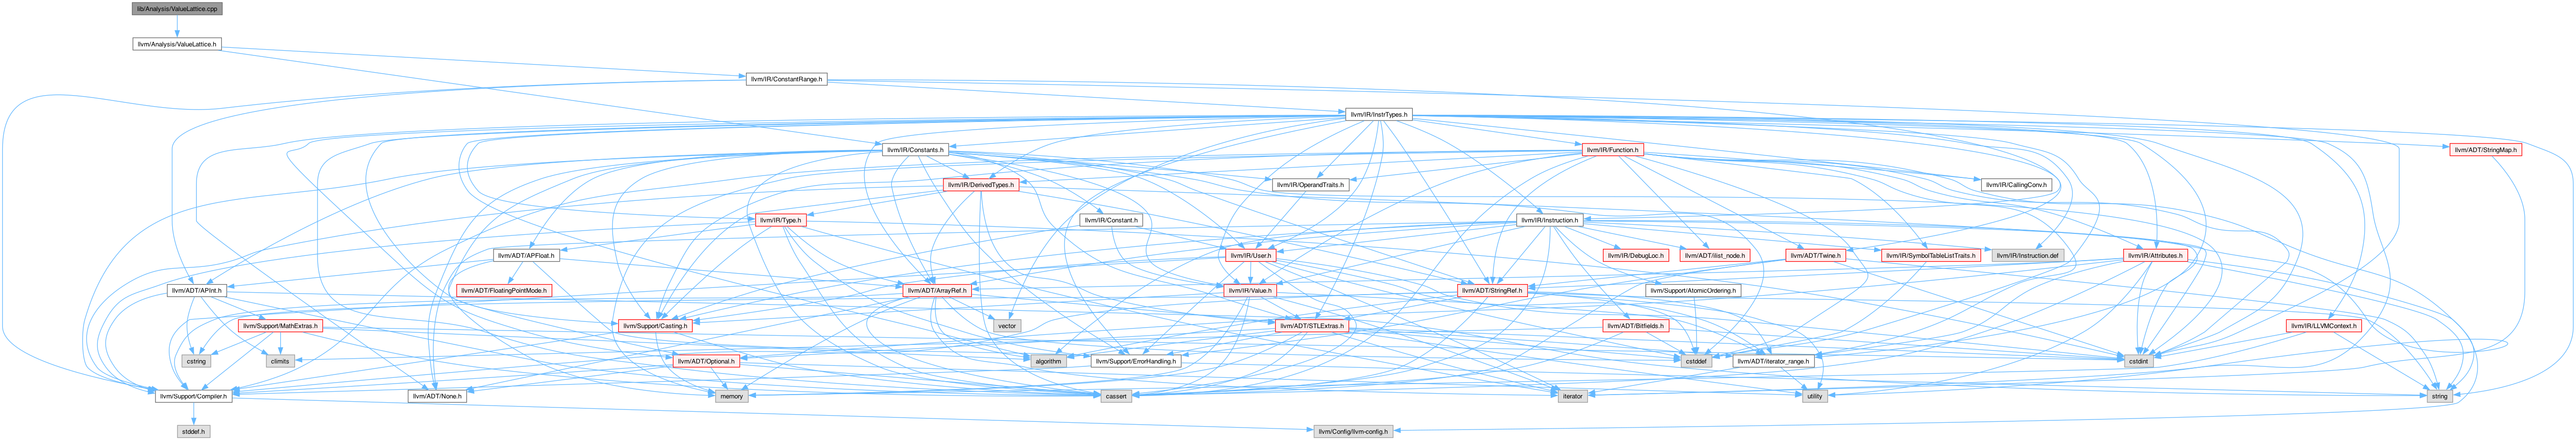 lib/Analysis/ValueLattice.cpp
llvm/Analysis/ValueLattice.h
llvm/IR/ConstantRange.h
llvm/IR/InstrTypes.h
llvm/IR/Constants.h
llvm/IR/Function.h
llvm/ADT/StringMap.h
llvm/IR/DerivedTypes.h
llvm/IR/OperandTraits.h
llvm/IR/CallingConv.h
llvm/IR/Type.h
llvm/IR/Constant.h
llvm/IR/Instruction.h
llvm/ADT/APFloat.h
llvm/IR/User.h
llvm/IR/DebugLoc.h
llvm/ADT/ilist_node.h
llvm/ADT/Twine.h
llvm/IR/SymbolTableListTraits.h
llvm/IR/Instruction.def
llvm/IR/Attributes.h
llvm/ADT/APInt.h
llvm/ADT/FloatingPointMode.h
llvm/ADT/ArrayRef.h
llvm/IR/Value.h
llvm/ADT/StringRef.h
llvm/Support/AtomicOrdering.h
llvm/Support/MathExtras.h
llvm/Support/Casting.h
vector
llvm/ADT/STLExtras.h
llvm/ADT/Bitfields.h
llvm/IR/LLVMContext.h
cstring
climits
llvm/ADT/Optional.h
algorithm
llvm/Support/ErrorHandling.h
cstddef
llvm/ADT/iterator_range.h
cstdint
llvm/Support/Compiler.h
llvm/ADT/None.h
memory
cassert
iterator
utility
string
stddef.h
llvm/Config/llvm-config.h